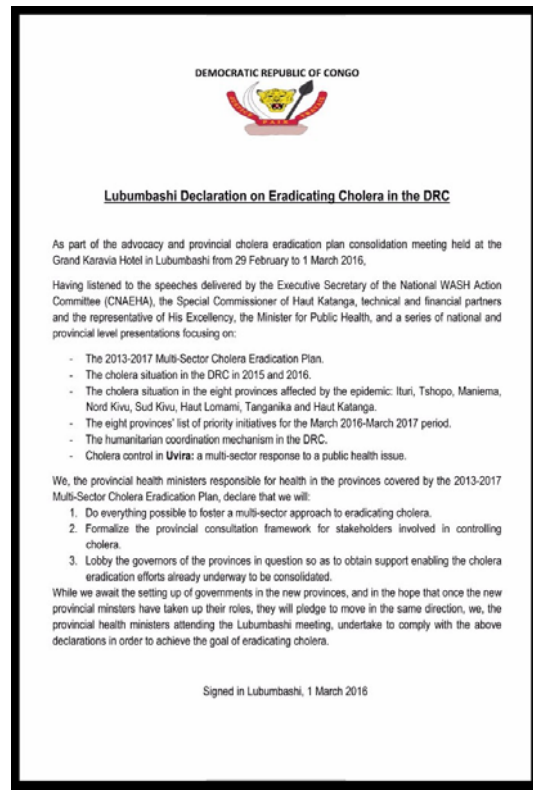 DEMOCRATIC REPUBLIC OF CONGO
Lubumbashi Declaration on Eradicating Cholera in the DRC
As part of the advocacy and provincial cholera eradication plan consolidation meeting held at the
Grand Karavia Hotel in Lubumbashi from 29 February to 1 March 2016,
Having listened to the speeches delivered by the Executive Secretary of the National WASH Action
Committee (CNAEHA), the Special Commissioner of Haut Katanga, technical and financial partners
and the representative of His Excellency, the Minister for Public Health, and a series of national and
provincial level presentations focusing on:
- The 2013-2017 Multi-Sector Cholera Eradication Plan.
- The cholera situation in the DRC in 2015 and 2016.
- The cholera situation in the eight provinces affected by the epidemic: Ituri, Tshopo, Maniema,
Nord Kivu, Sud Kivu, Haut Lomami, Tanganika and Haut Katanga.
- The eight provinces' list of priority initiatives for the March 2016-March 2017 period.
- The humanitarian coordination mechanism in the DRC.
- Cholera control in Uvira: a multi-sector response to a public health issue.
We, the provincial health ministers responsible for health in the provinces covered by the 2013-2017
Multi-Sector Cholera Eradication Plan, declare that we will:
1. Do everything possible to foster a multi-sector approach to eradicating cholera.
2. Formalize the provincial consultation framework for stakeholders involved in controlling
cholera.
3. Lobby the governors of the provinces in question so as to obtain support enabling the cholera
eradication efforts already underway to be consolidated.
While we await the setting up of governments in the new provinces, and in the hope that once the new
provincial minsters have taken up their roles, they will pledge to move in the same direction, we, the
provincial health ministers attending the Lubumbashi meeting, undertake to comply with the above
declarations in order to achieve the goal of eradicating cholera.
Signed in Lubumbashi, 1 March 2016